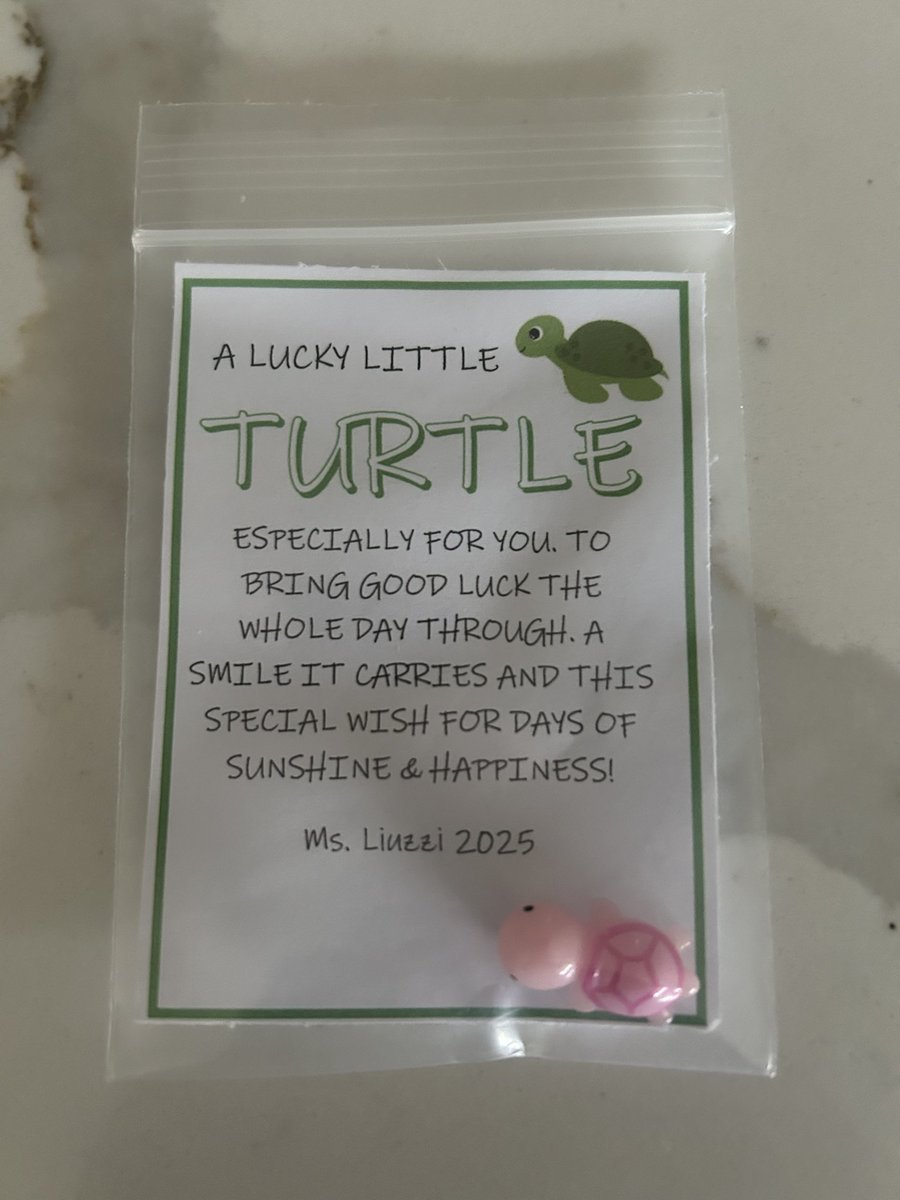 A LUCKY LITTLE
TURTLE
ESPECIALLY FOR YOU. TO
BRING GOOD LUCK THE
WHOLE DAY THROUGH. A
SMILE IT CARRIES AND THIS
SPECIAL WISH FOR DAYS OF
SUNSHINE & HAPPINESS!
Ms. Liuzzi 2025